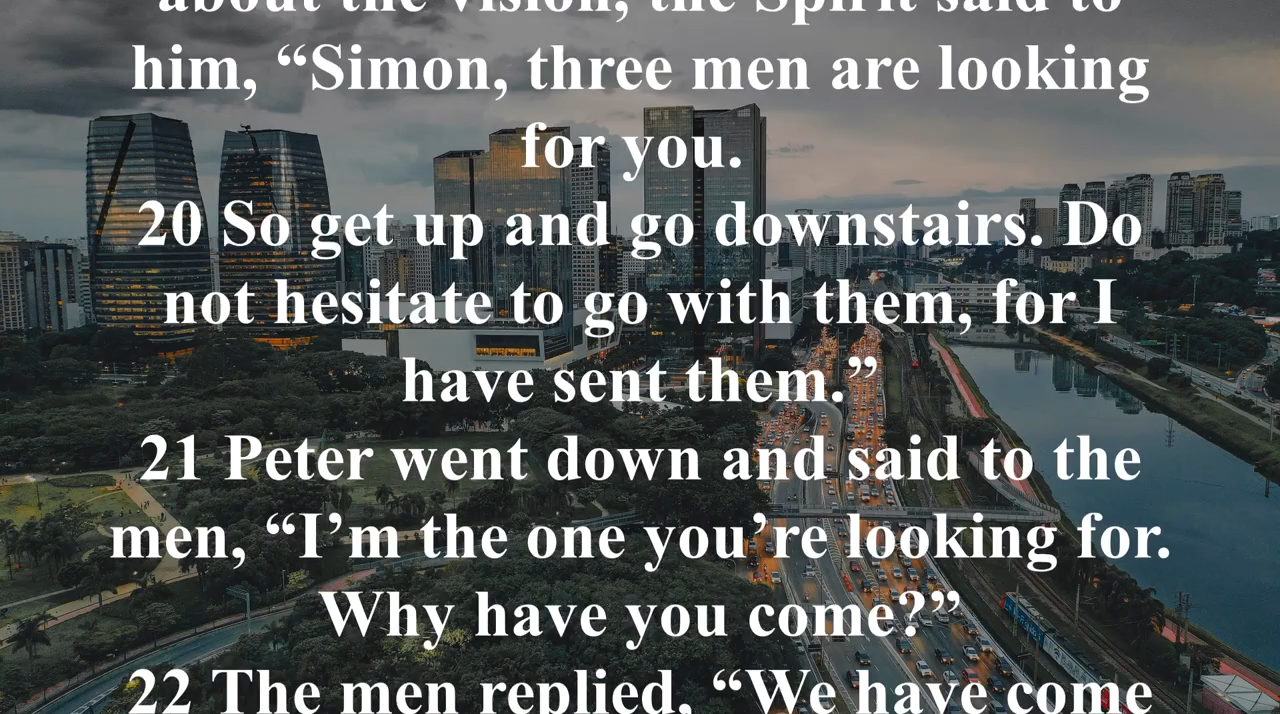 about the vision, the Spirit said to
him, “Simon, three men are looking
for you.
20 So get up and go downstairs. Do
not hesitate to go with them, for I
have sent them.”
21 Peter went down and said to the
men, “I’m the one you’re looking for.
Why have you come?”
22 The men replied, “We have come